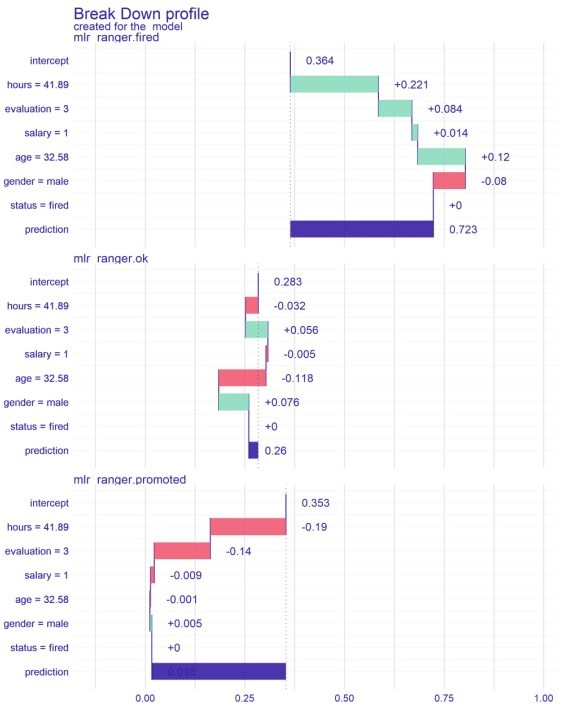 Break Down profile
created for the model
mlr ranger.fired
intercept 0.364
hours = 41.89 +0.221
evaluation = 3 +0.084
salary = 1 +0.014
age = 32.58 +0.12
gender = male -0.08
status = fired +0
prediction 0.723
mlr ranger.ok
intercept 0.283
hours = 41.89 -0.032
evaluation = 3 +0.056
salary = 1 -0.005
age = 32.58 -0.118
gender = male +0.076
status = fired +0
prediction 0.26
mlr ranger.promoted
intercept 0.353
hours = 41.89 -0.19
evaluation = 3 -0.14
salary = 1 -0.009
age = 32.58 -0.001
gender = male +0.005
status = fired +0
prediction
0.00 0.25 0.50 0.75 1.00